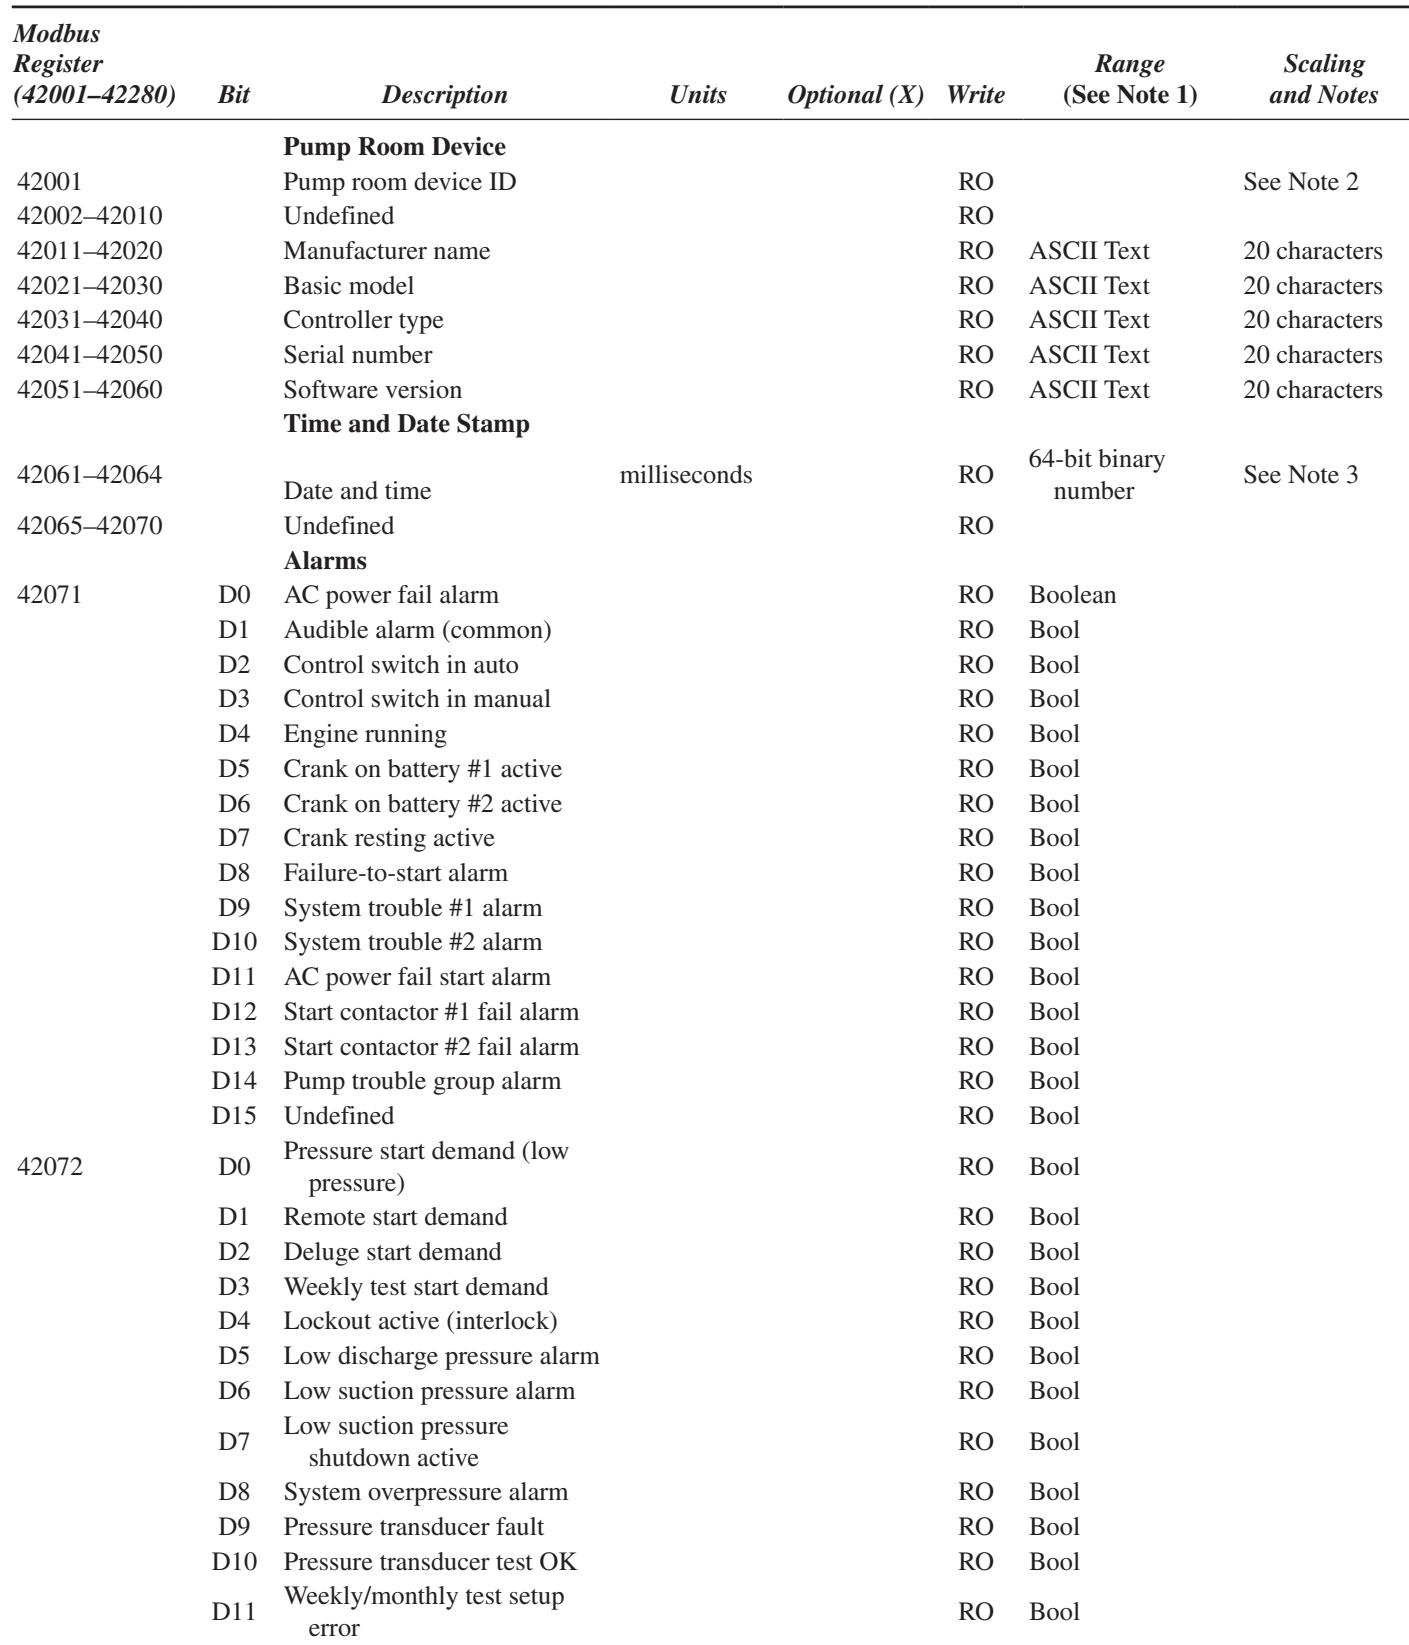 Modbus
Register
(42001–42280) Bit Description Units Optional (X) Write Range (See Note 1) Scaling and Notes
Pump Room Device
42001 Pump room device ID RO See Note 2
42002–42010 Undefined RO
42011–42020 Manufacturer name RO ASCII Text 20 characters
42021–42030 Basic model RO ASCII Text 20 characters
42031–42040 Controller type RO ASCII Text 20 characters
42041–42050 Serial number RO ASCII Text 20 characters
42051–42060 Software version RO ASCII Text 20 characters
Time and Date Stamp
42061–42064 Date and time milliseconds RO 64-bit binary number See Note 3
42065–42070 Undefined RO
Alarms
42071 D0 AC power fail alarm RO Boolean
D1 Audible alarm (common) RO Bool
D2 Control switch in auto RO Bool
D3 Control switch in manual RO Bool
D4 Engine running RO Bool
D5 Crank on battery #1 active RO Bool
D6 Crank on battery #2 active RO Bool
D7 Crank resting active RO Bool
D8 Failure-to-start alarm RO Bool
D9 System trouble #1 alarm RO Bool
D10 System trouble #2 alarm RO Bool
D11 AC power fail start alarm RO Bool
D12 Start contactor #1 fail alarm RO Bool
D13 Start contactor #2 fail alarm RO Bool
D14 Pump trouble group alarm RO Bool
D15 Undefined RO Bool
42072 D0 Pressure start demand (low pressure) RO Bool
D1 Remote start demand RO Bool
D2 Deluge start demand RO Bool
D3 Weekly test start demand RO Bool
D4 Lockout active (interlock) RO Bool
D5 Low discharge pressure alarm RO Bool
D6 Low suction pressure alarm RO Bool
D7 Low suction pressure shutdown active RO Bool
D8 System overpressure alarm RO Bool
D9 Pressure transducer fault RO Bool
D10 Pressure transducer test OK RO Bool
D11 Weekly/monthly test setup error RO Bool